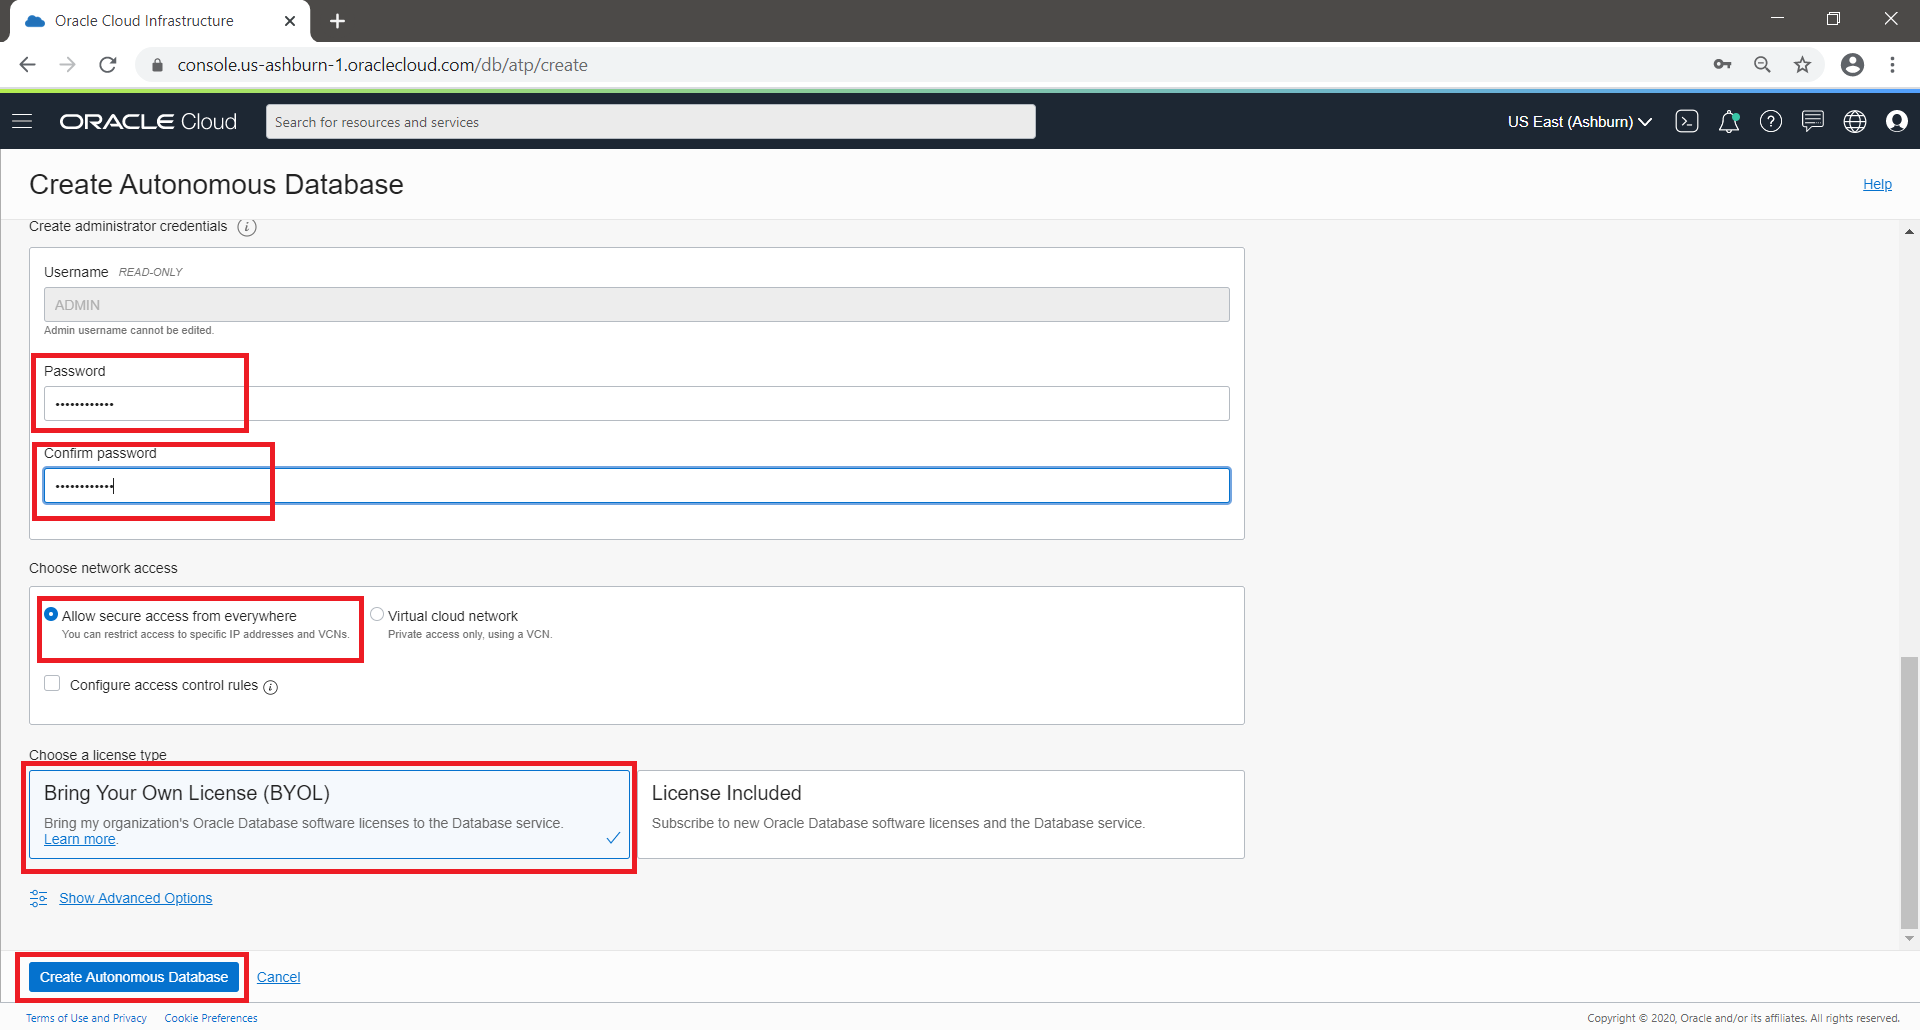 Oracle Cloud Infrastructure
console.us-ashburn-1.oraclecloud.com/db/atp/create
ORACLE Cloud
Search for resources and services
US East (Ashburn)
Create Autonomous Database
Help
Create administrator credentials
Username READ-ONLY
ADMIN
Admin username cannot be edited.
Password
••••••••••••
Confirm password
••••••••••••
Choose network access
Allow secure access from everywhere
You can restrict access to specific IP addresses and VCNs.
Virtual cloud network
Private access only, using a VCN.
Configure access control rules
Choose a license type
Bring Your Own License (BYOL)
Bring my organization's Oracle Database software licenses to the Database service.
Learn more.
License Included
Subscribe to new Oracle Database software licenses and the Database service.
Show Advanced Options
Create Autonomous Database
Cancel
Terms of Use and Privacy
Cookie Preferences
Copyright © 2020, Oracle and/or its affiliates. All rights reserved.